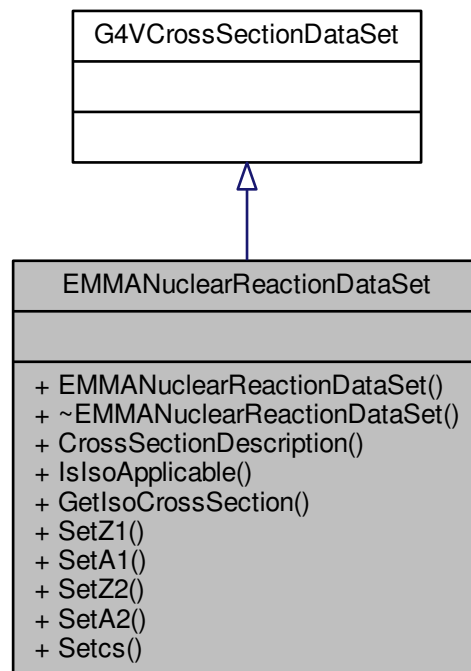 G4VCrossSectionDataSet
EMMANuclearReactionDataSet
+ EMMANuclearReactionDataSet()
+ ~EMMANuclearReactionDataSet()
+ CrossSectionDescription()
+ IsIsoApplicable()
+ GetIsoCrossSection()
+ SetZ1()
+ SetA1()
+ SetZ2()
+ SetA2()
+ Setcs()